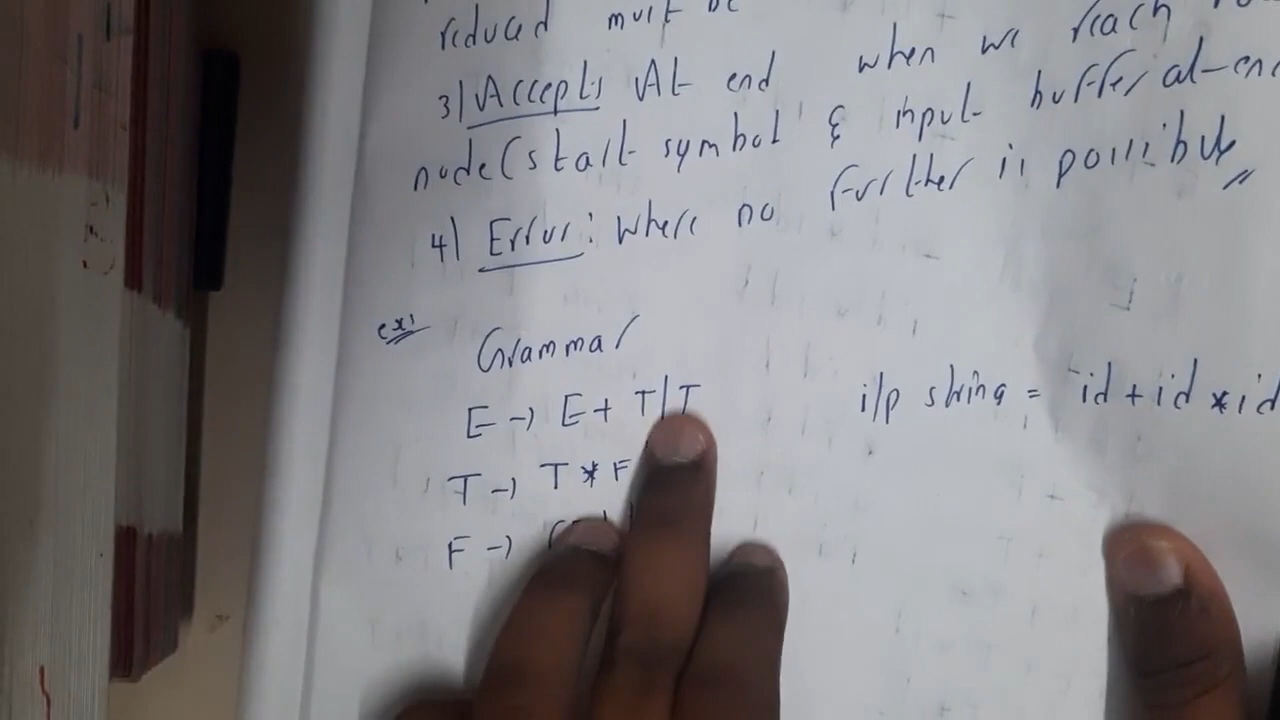 reduced must be
3) Accepts At end when we reach
node(start symbol & input buffer at-end
4) Error: Where no further is possible
ex:
Grammar
E -> E + T | T
i/p string = id + id * id
T -> T * F
F -> (